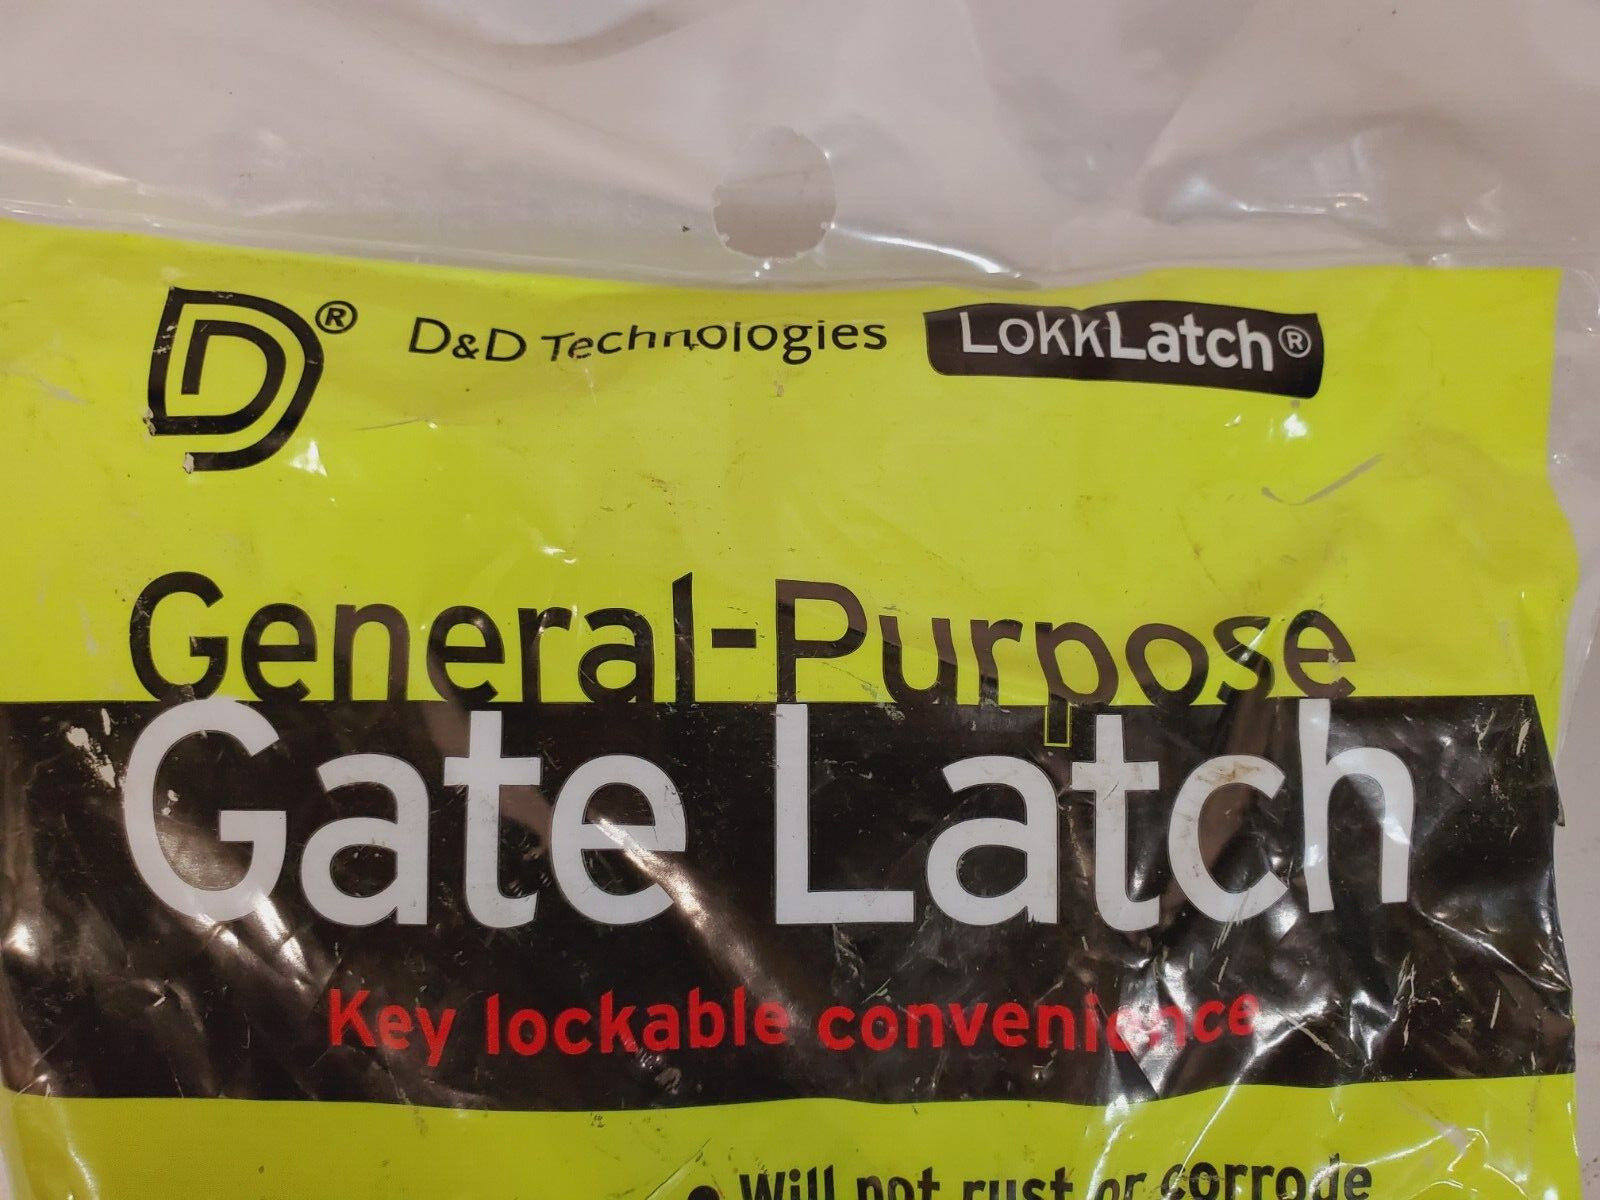 D® D&D Technologies LokkLatch®
General-Purpose
Gate Latch
Key lockable convenience
• Will not rust or corrode